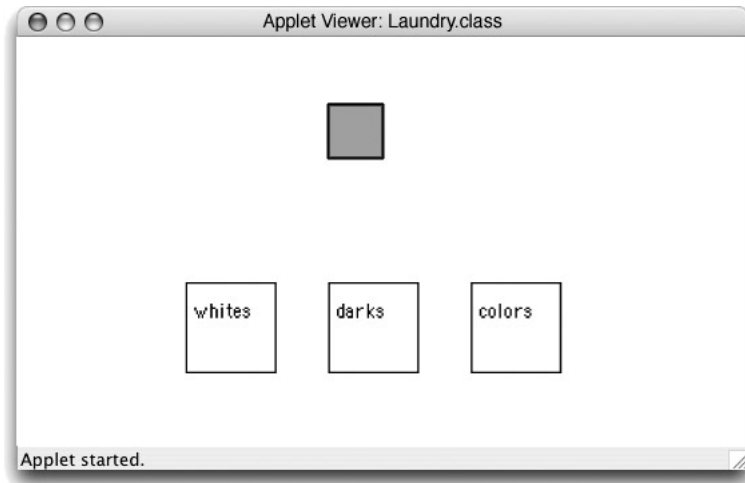 Applet Viewer: Laundry.class
whites
darks
colors
Applet started.